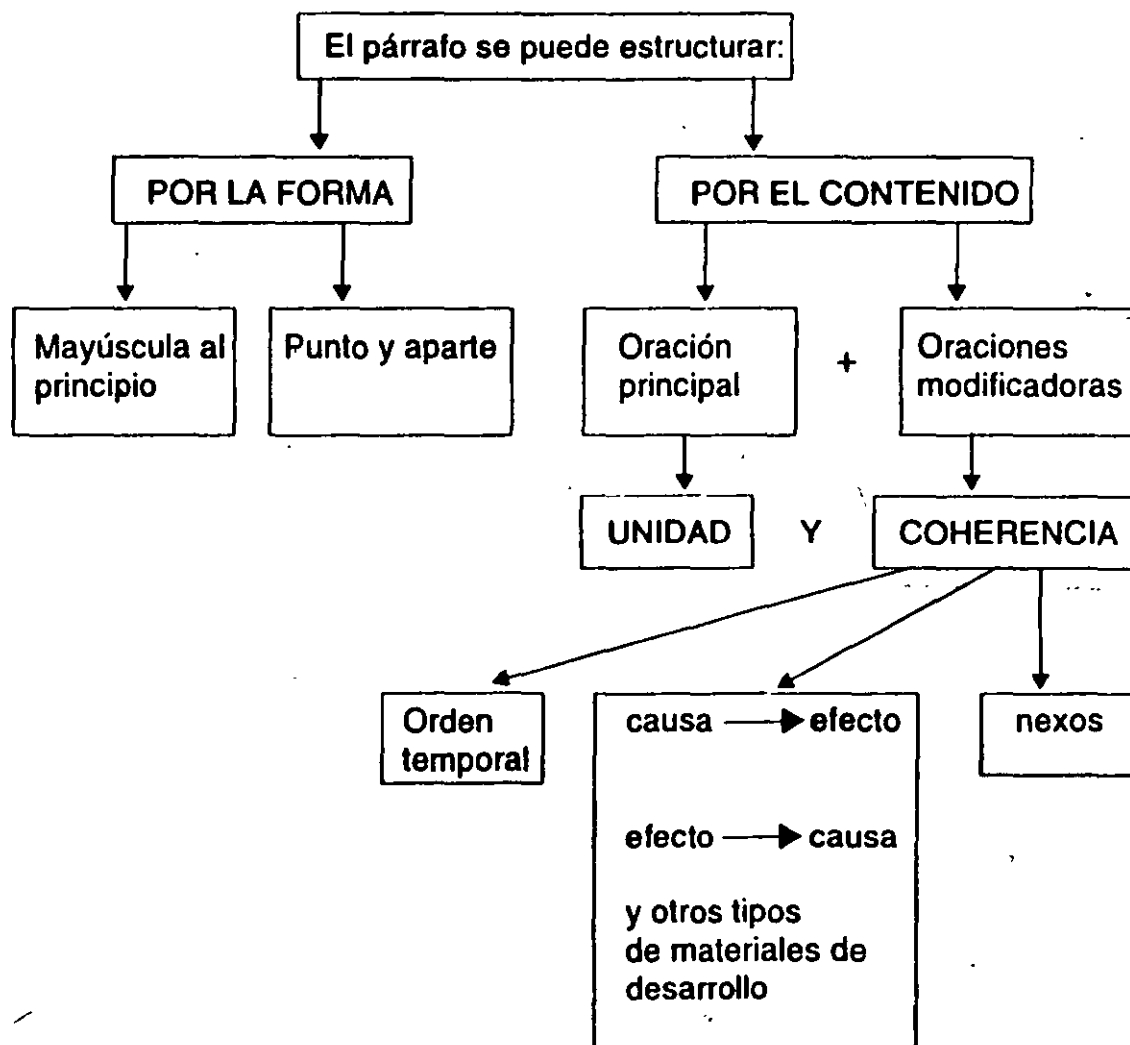 El párrafo se puede estructurar:
POR LA FORMA
POR EL CONTENIDO
Mayúscula al
principio
Punto y aparte
Oración
principal
+
Oraciones
modificadoras
UNIDAD
Y
COHERENCIA
Orden
temporal
causa → efecto
efecto → causa
y otros tipos
de materiales de
desarrollo
nexos